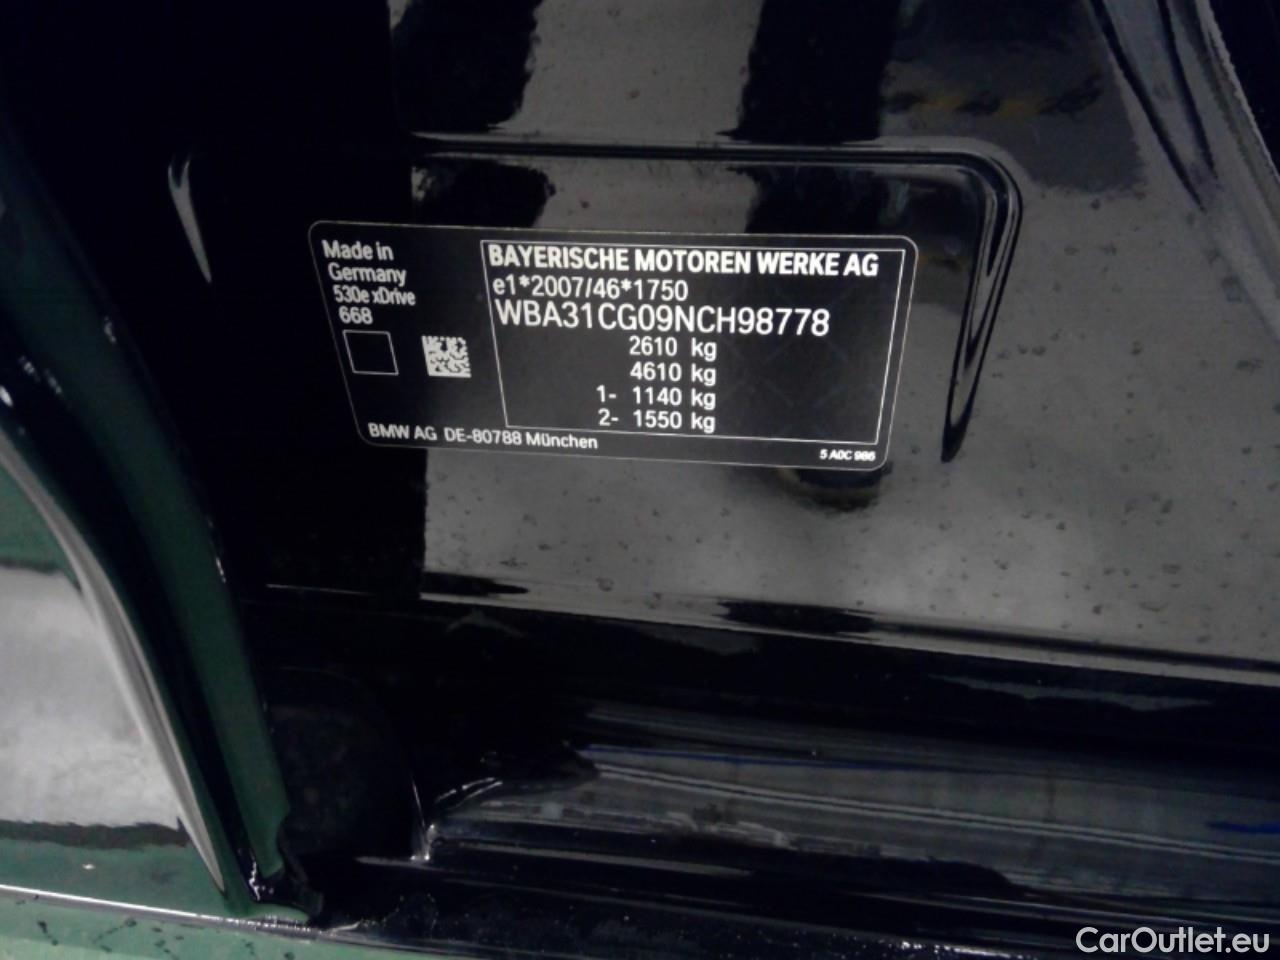 Made in
Germany
530e xDrive
668
BAYERISCHE MOTOREN WERKE AG
e1*2007/46*1750
WBA31CG09NCH98778
2610 kg
4610 kg
1- 1140 kg
2- 1550 kg
BMW AG DE-80788 München
5 A0C 986
CarOutlet.eu